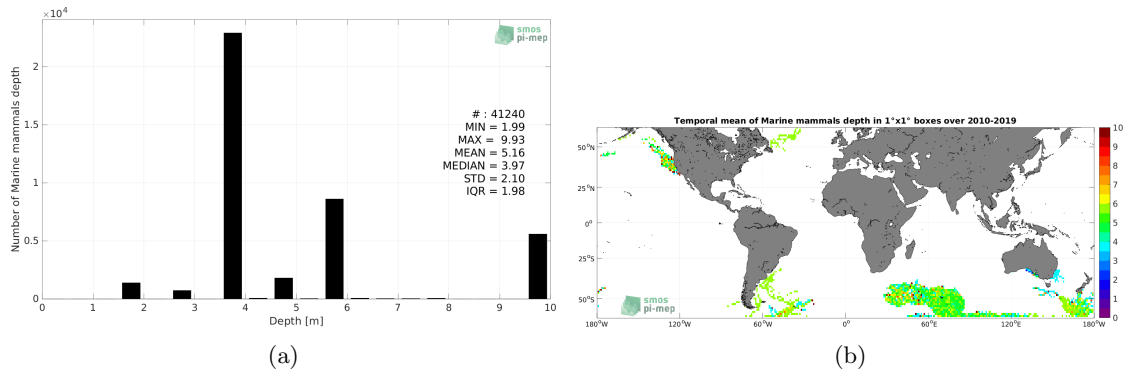 ×10⁴
smos
pi-mep
2
1.5
1
0.5
0
Number of Marine mammals depth
# : 41240
MIN = 1.99
MAX = 9.93
MEAN = 5.16
MEDIAN = 3.97
STD = 2.10
IQR = 1.98
0 1 2 3 4 5 6 7 8 9 10
Depth [m]
(a)
Temporal mean of Marine mammals depth in 1°x1° boxes over 2010-2019
50°N
25°N
0°
25°S
50°S
smos
pi-mep
180°W 120°W 60°W 0° 60°E 120°E 180°E
10
9
8
7
6
5
4
3
2
1
0
(b)